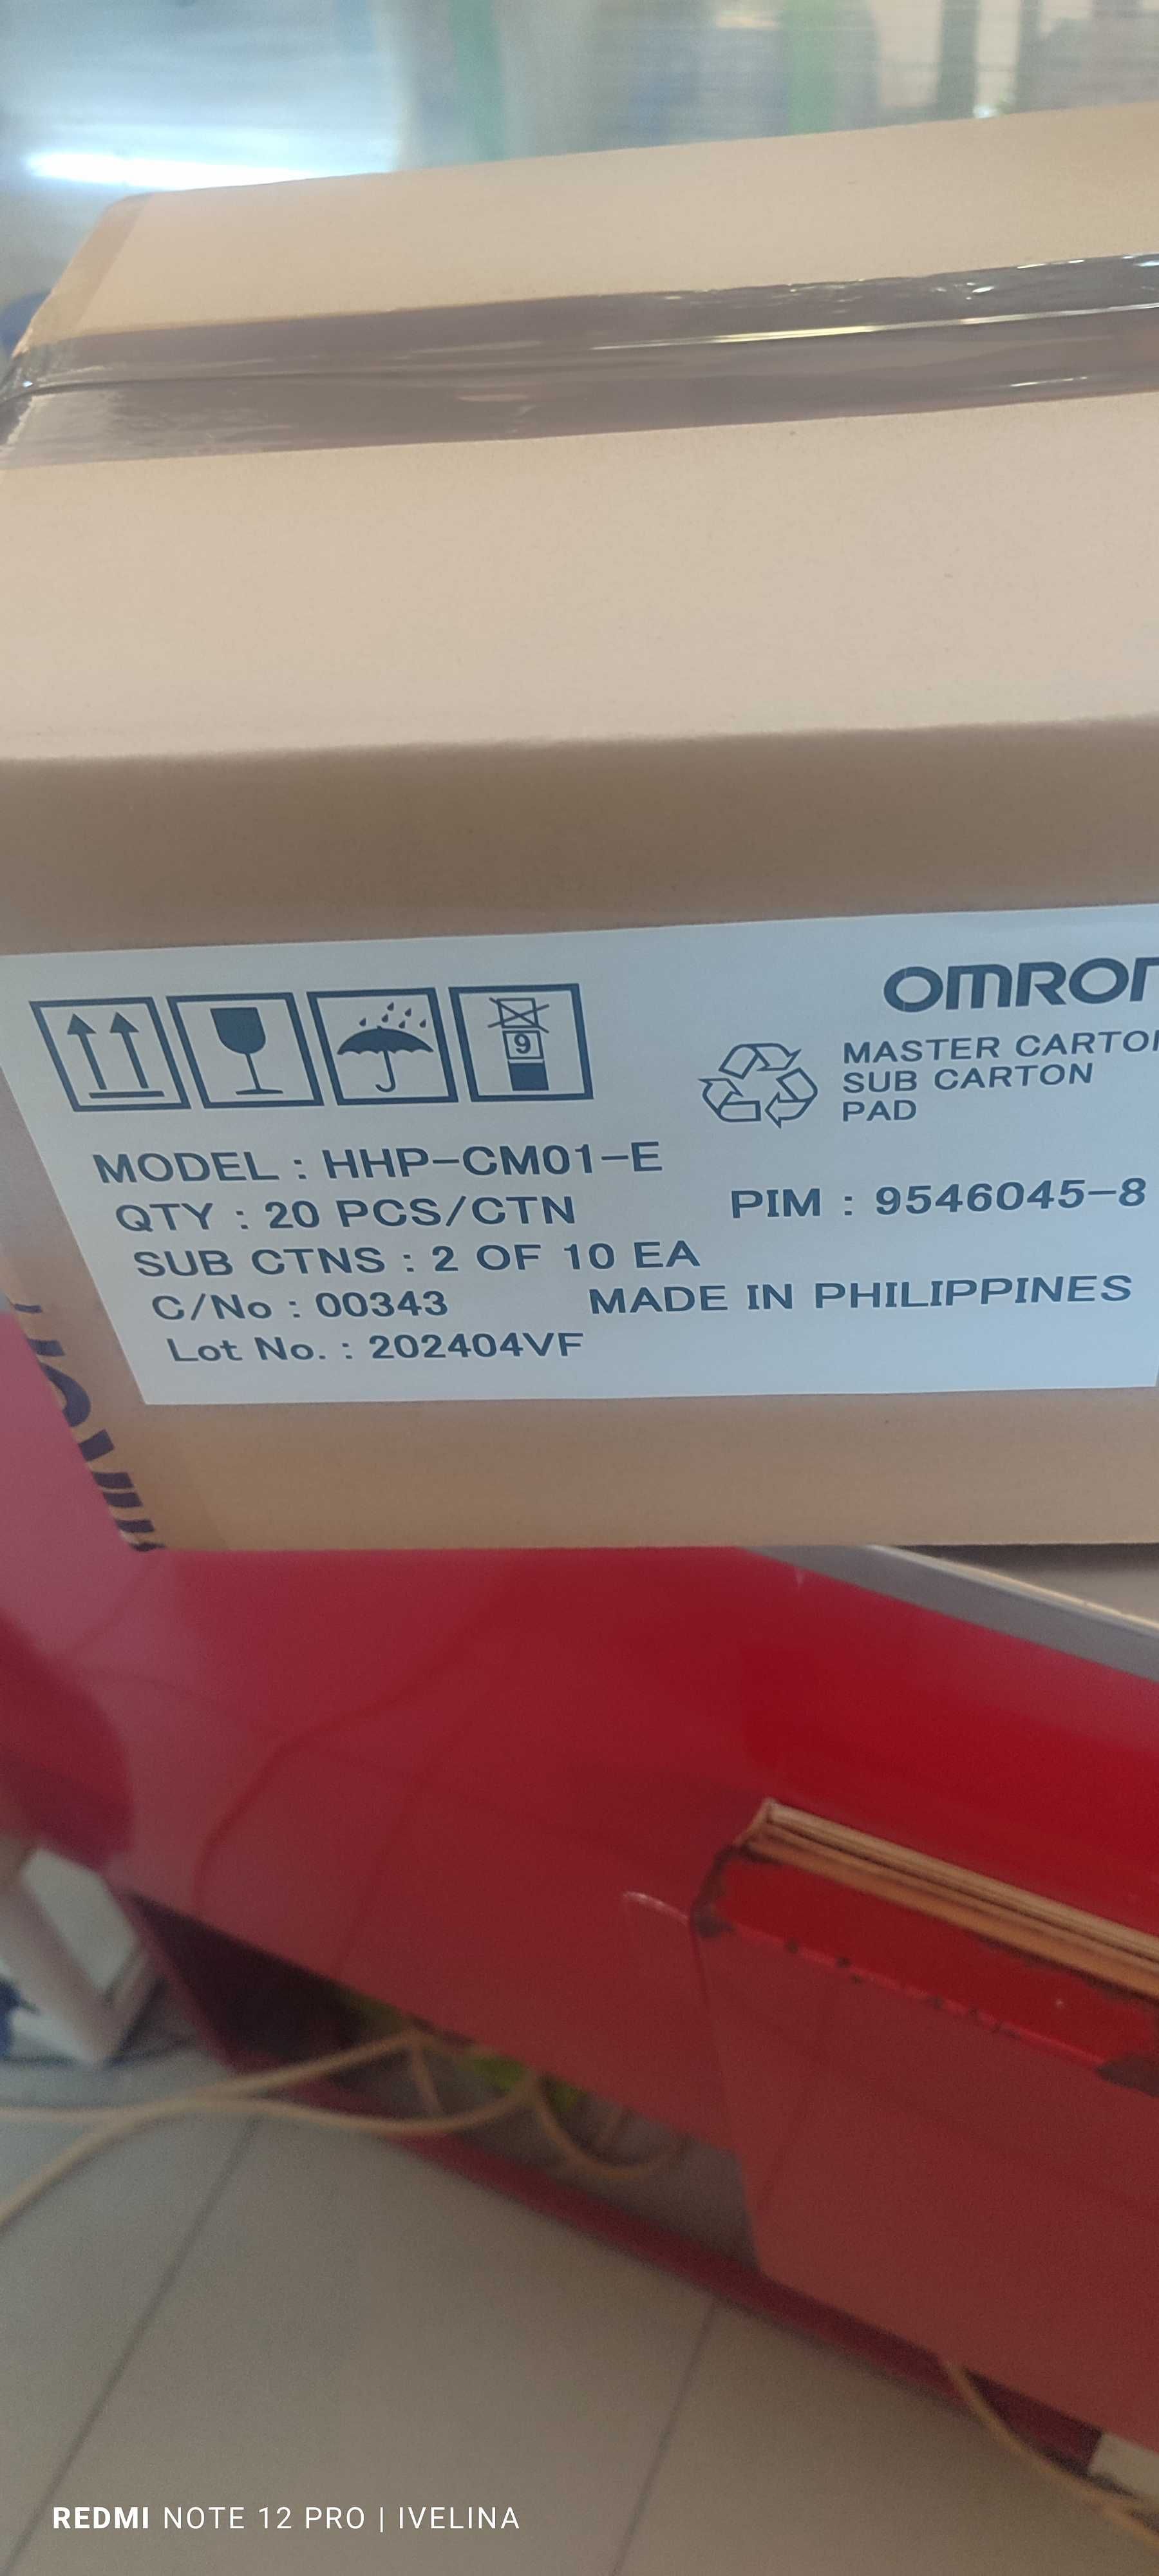 OMRON
MASTER CARTON
SUB CARTON
PAD
9
MODEL : HHP-CM01-E
QTY : 20 PCS/CTN
PIM : 9546045-8
SUB CTNS : 2 OF 10 EA
C/No : 00343
MADE IN PHILIPPINES
Lot No. : 202404VF
REDMI NOTE 12 PRO | IVELINA